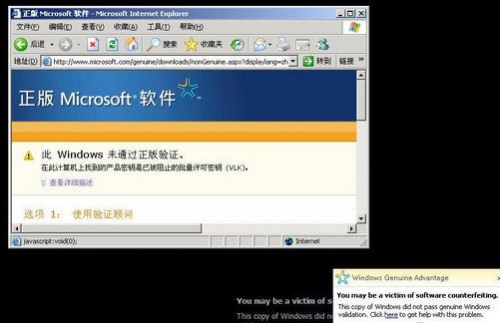 正版 Microsoft 软件 - Microsoft Internet Explorer
文件(F) 编辑(E) 查看(V) 收藏(A) 工具(T) 帮助(H)
后退 搜索 收藏夹
地址(D) http://www.microsoft.com/genuine/downloads/nonGenuine.aspx?displaylang=zh 转到 链接 »
正版 Microsoft® 软件
此 Windows 未通过正版验证。
在此计算机上找到的产品密钥是已被阻止的批量许可密钥 (VLK)。
查看详细描述
选项 1: 使用验证顾问
javascript:void(0); Internet
Windows Genuine Advantage
You may be a victim of software counterfeiting.
This copy of Windows did not pass genuine Windows
validation. Click here to get help with this problem.
You may be a victim of s
This copy of Windows did n